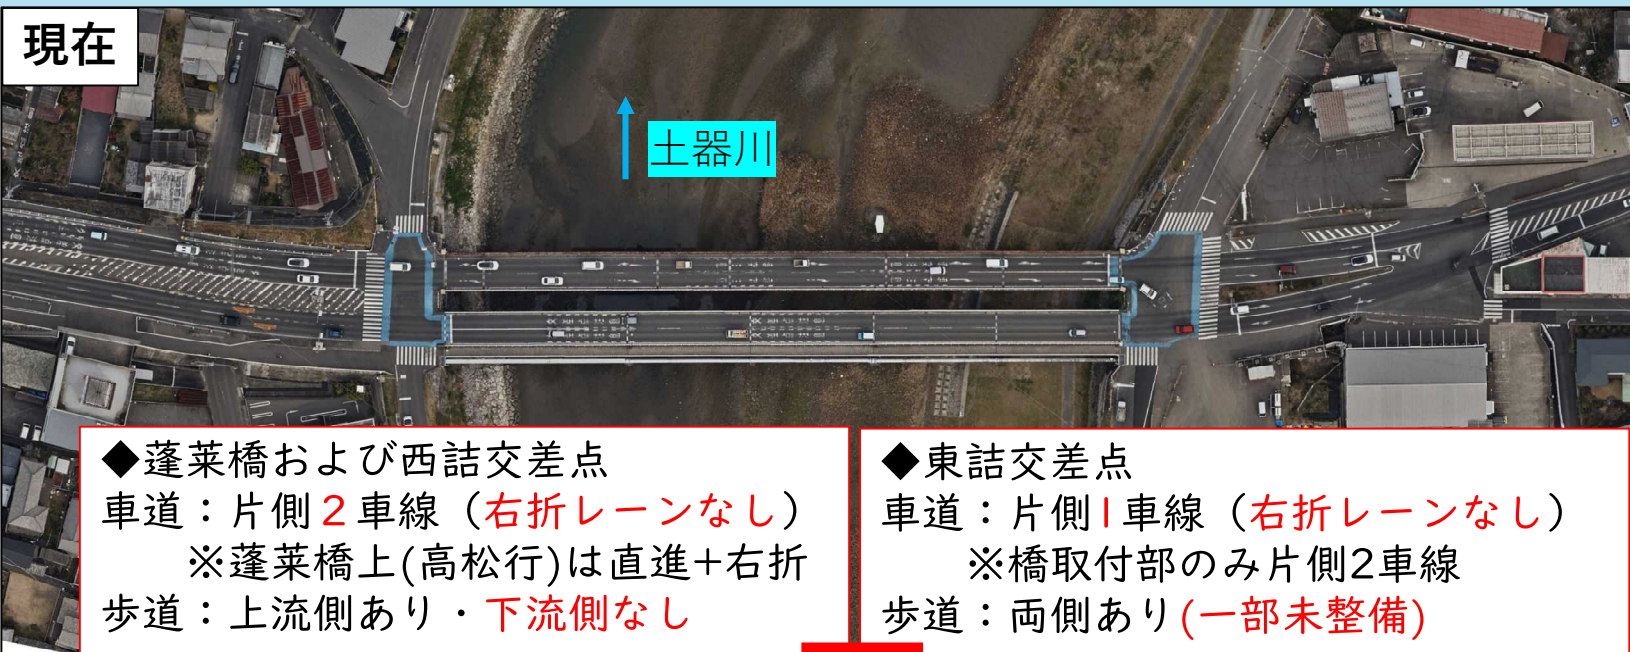 現在
土器川
◆蓬莱橋および西詰交差点
車道：片側２車線（右折レーンなし）
※蓬莱橋上(高松行)は直進+右折
歩道：上流側あり・下流側なし
◆東詰交差点
車道：片側1車線（右折レーンなし）
※橋取付部のみ片側2車線
歩道：両側あり(一部未整備)